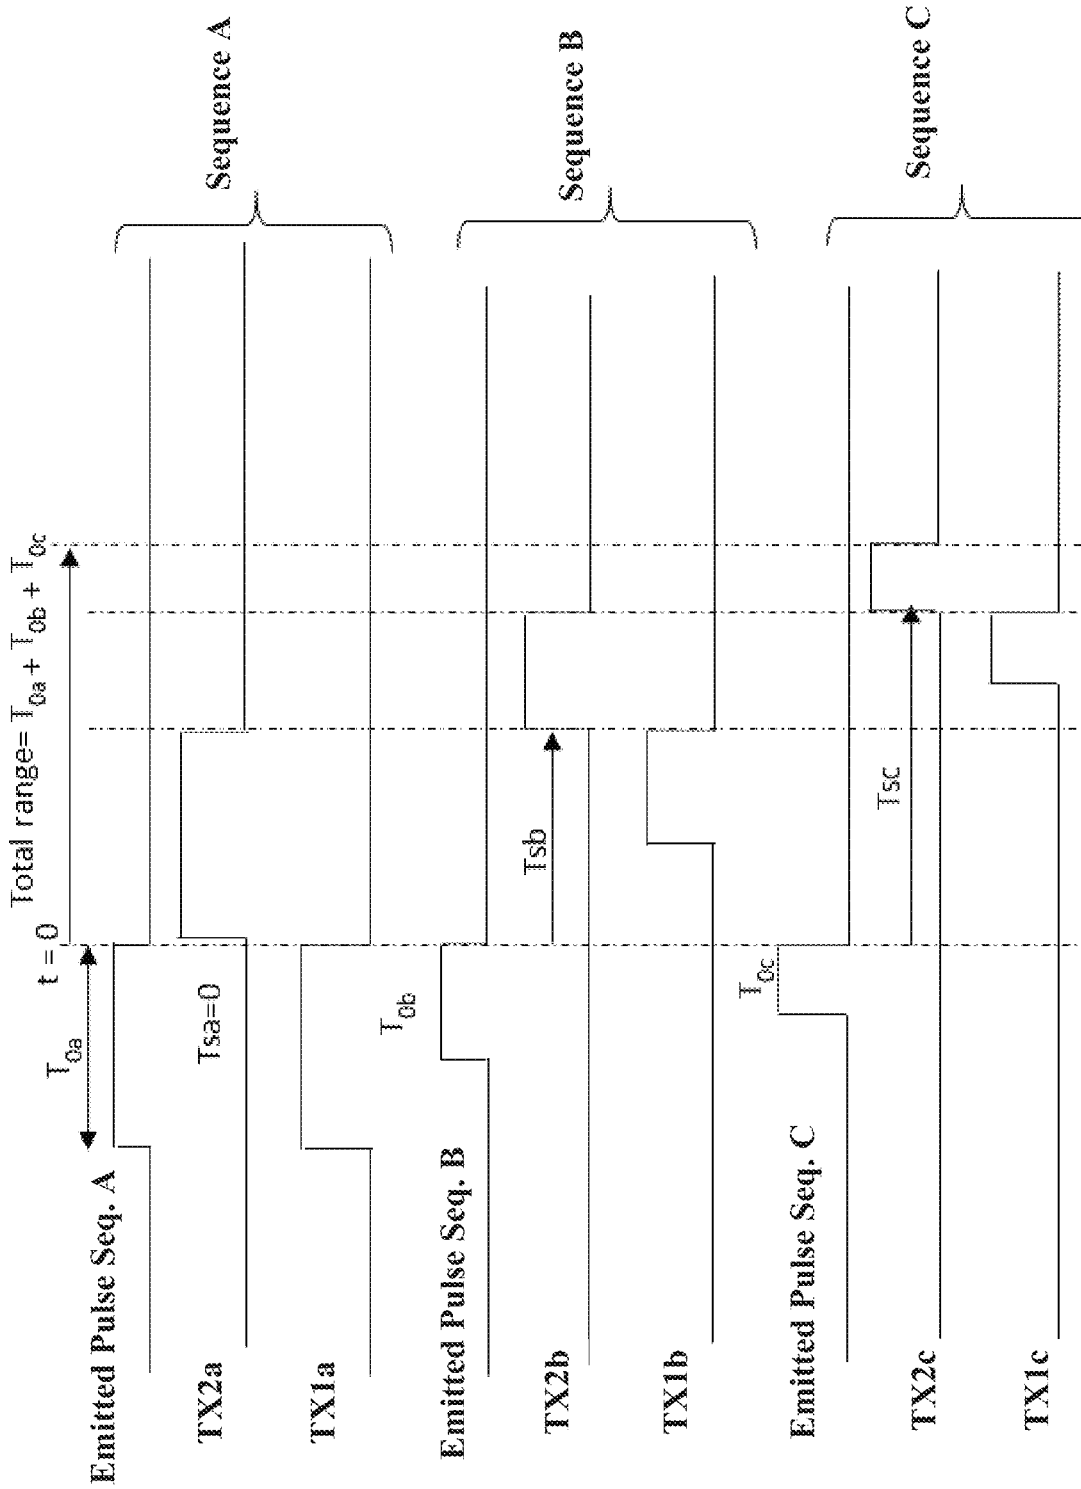 Total range= T0a + T0b + T0c
t = 0
T0a
Emitted Pulse Seq. A
TX2a
Tsa=0
TX1a
Sequence A
T0b
Emitted Pulse Seq. B
TX2b
Tsb
TX1b
Sequence B
T0c
Emitted Pulse Seq. C
TX2c
Tsc
TX1c
Sequence C